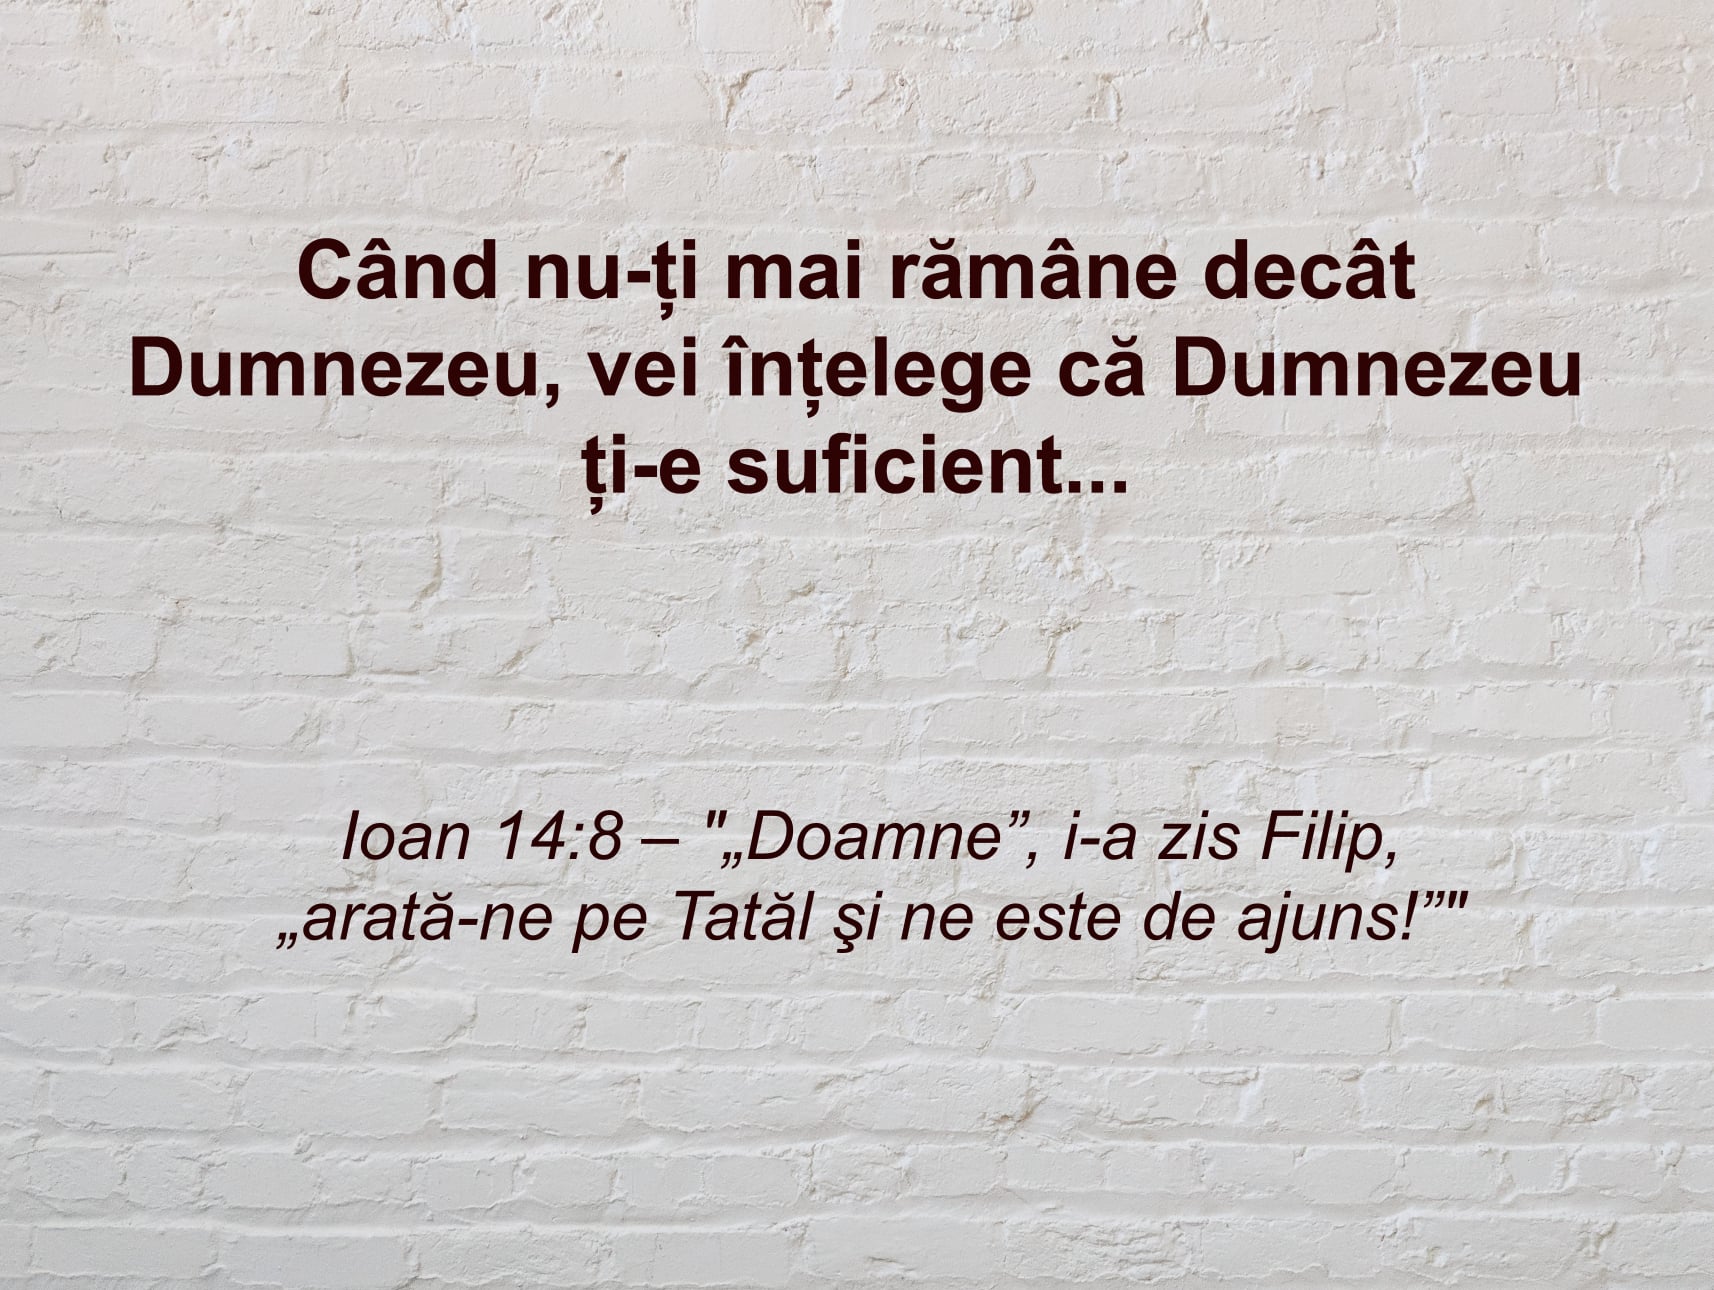 Când nu-ți mai rămâne decât
Dumnezeu, vei înțelege că Dumnezeu
ți-e suficient...
Ioan 14:8 – "„Doamne”, i-a zis Filip,
„arată-ne pe Tatăl şi ne este de ajuns!”"